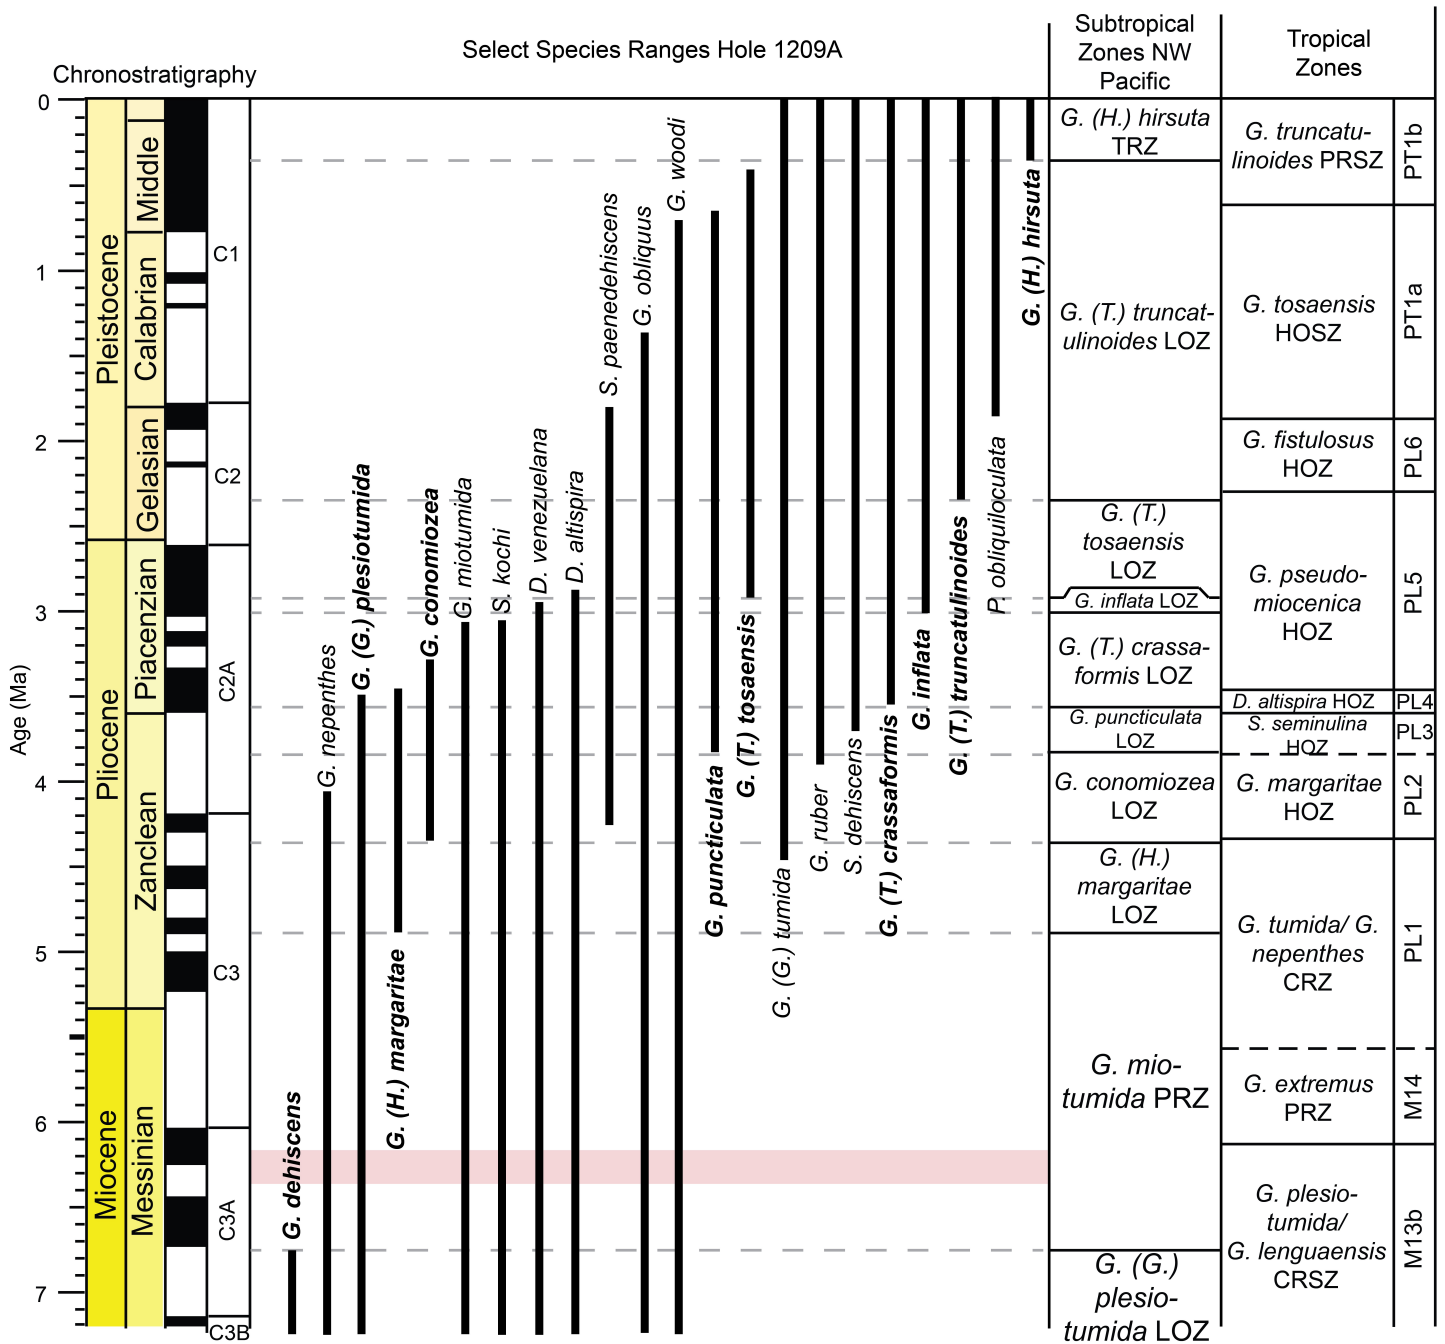 Select Species Ranges Hole 1209A
Chronostratigraphy
Subtropical
Zones NW
Pacific
Tropical
Zones
Age (Ma)
0
1
2
3
4
5
6
7
Pleistocene
Pliocene
Miocene
Middle
Calabrian
Gelasian
Piacenzian
Zanclean
Messinian
C1
C2
C2A
C3
C3A
C3B
G. dehiscens
G. nepenthes
G. (G.) plesiotumida
G. (H.) margaritae
G. conomiozea
G. miotumida
S. kochi
D. venezuelana
D. altispira
S. paenedehiscens
G. obliquus
G. woodi
G. puncticulata
G. (T.) tosaensis
G. (G.) tumida
G. ruber
S. dehiscens
G. (T.) crassaformis
G. inflata
G. (T.) truncatulinoides
P. obliquiloculata
G. (H.) hirsuta
G. (H.) hirsuta
TRZ
G. (T.) truncat-
ulinoides LOZ
G. (T.)
tosaensis
LOZ
G. inflata LOZ
G. (T.) crassa-
formis LOZ
G. puncticulata
LOZ
G. conomiozea
LOZ
G. (H.)
margaritae
LOZ
G. mio-
tumida PRZ
G. (G.)
plesio-
tumida LOZ
G. truncatu-
linoides PRSZ
G. tosaensis
HOSZ
G. fistulosus
HOZ
G. pseudo-
miocenica
HOZ
D. altispira HOZ
S. seminulina
HOZ
G. margaritae
HOZ
G. tumida/ G.
nepenthes
CRZ
G. extremus
PRZ
G. plesio-
tumida/
G. lenguaensis
CRSZ
PT1b
PT1a
PL6
PL5
PL4
PL3
PL2
PL1
M14
M13b